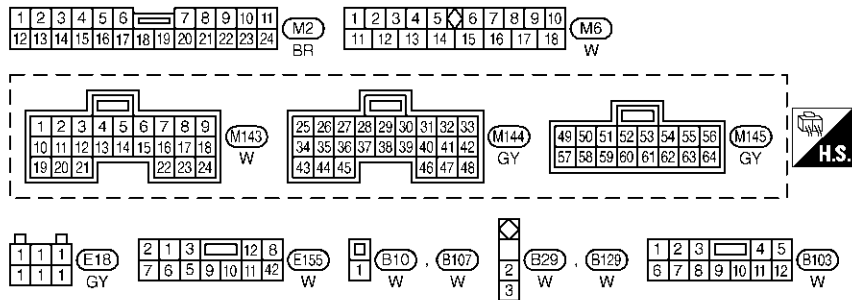 1 2 3 4 5 6 7 8 9 10 11
12 13 14 15 16 17 18 19 20 21 22 23 24
M2
BR
1 2 3 4 5 6 7 8 9 10
11 12 13 14 15 16 17 18
M6
W
1 2 3 4 5 6 7 8 9
10 11 12 13 14 15 16 17 18
19 20 21 22 23 24
M143
W
25 26 27 28 29 30 31 32 33
34 35 36 37 38 39 40 41 42
43 44 45 46 47 48
M144
GY
49 50 51 52 53 54 55 56
57 58 59 60 61 62 63 64
M145
GY
H.S.
1 1 1
1 1 1
E18
GY
2 1 3 12 8
7 6 5 9 10 11 42
E155
W
1
B10 , B107
W W
2
3
B29 , B129
W W
1 2 3 4 5
6 7 8 9 10 11 12
B103
W